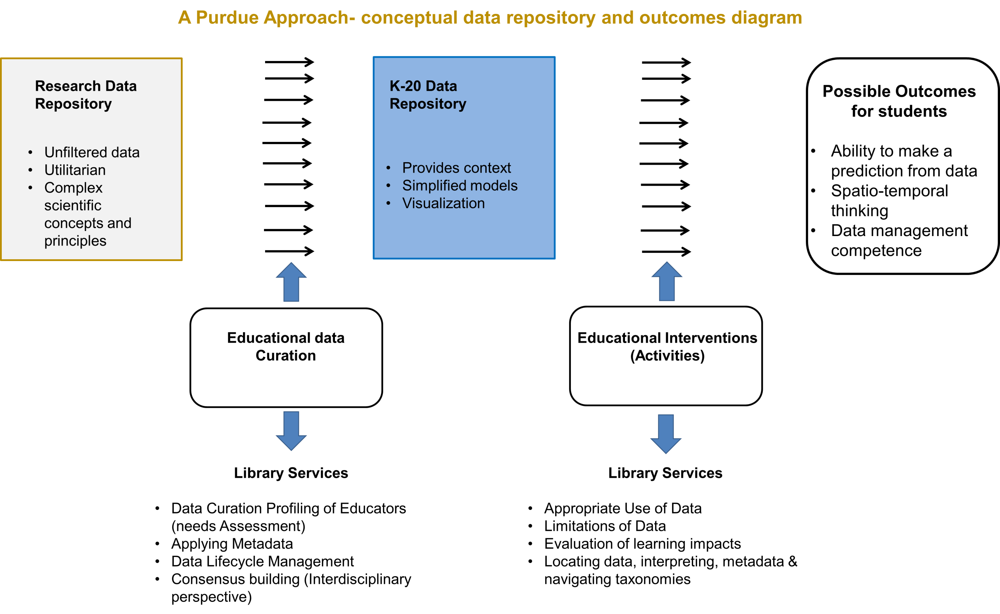 A Purdue Approach- conceptual data repository and outcomes diagram
Research Data
Repository
• Unfiltered data
• Utilitarian
• Complex
scientific
concepts and
principles
K-20 Data
Repository
• Provides context
• Simplified models
• Visualization
Possible Outcomes
for students
• Ability to make a
prediction from data
• Spatio-temporal
thinking
• Data management
competence
Educational data
Curation
Educational Interventions
(Activities)
Library Services
• Data Curation Profiling of Educators
(needs Assessment)
• Applying Metadata
• Data Lifecycle Management
• Consensus building (Interdisciplinary
perspective)
Library Services
• Appropriate Use of Data
• Limitations of Data
• Evaluation of learning impacts
• Locating data, interpreting, metadata &
navigating taxonomies